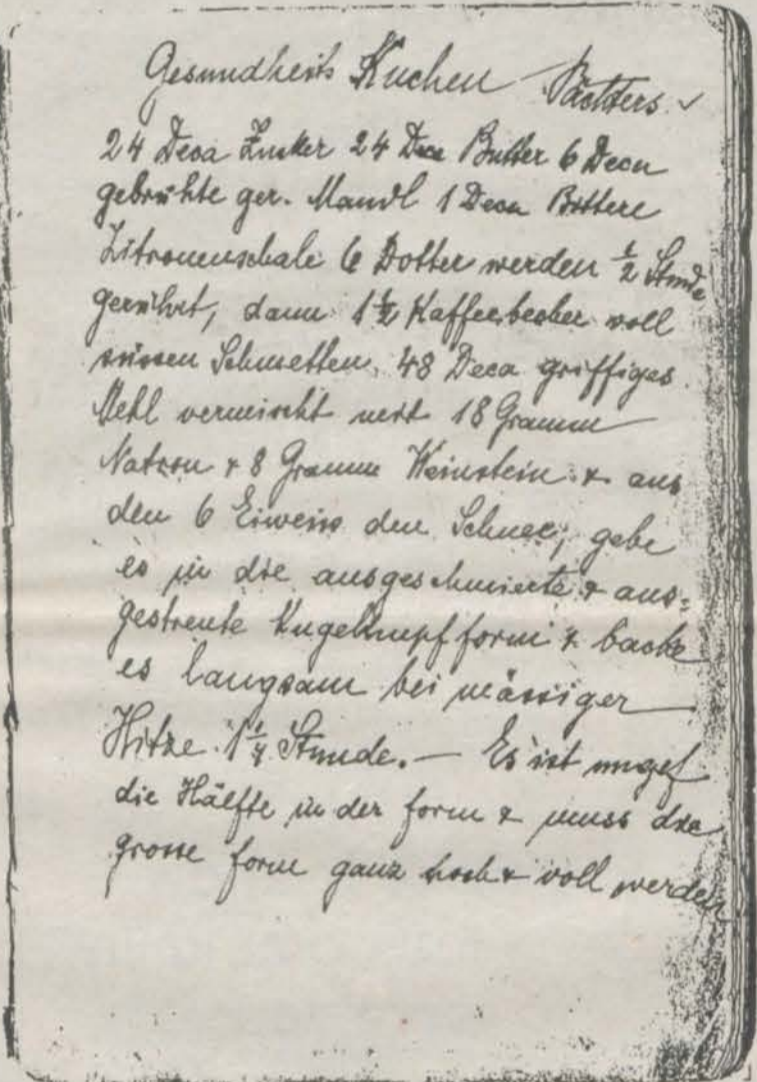 Gesundheits Kuchen Pächters
24 Deca Zucker 24 Deca Butter 6 Deca
gebrühte ger. Mandl 1 Deca Bittere
Zitronenschale 6 Dotter werden ½ Stunde
gerührt, dann 1½ Kaffeebecher voll
süssen Schmetten, 48 Deca griffiges
Mehl vermischt mit 18 Gramm
Natron & 8 Gramm Weinstein & aus
den 6 Eiweiss den Schnee, gebe
es in die ausgeschmierte & aus=
gestreute Kugelhupfform & backe
es langsam bei mässiger
Hitze 1¼ Stunde. — Es ist ungef
die Hälfte in der form & muss die
grosse form ganz hoch & voll werden